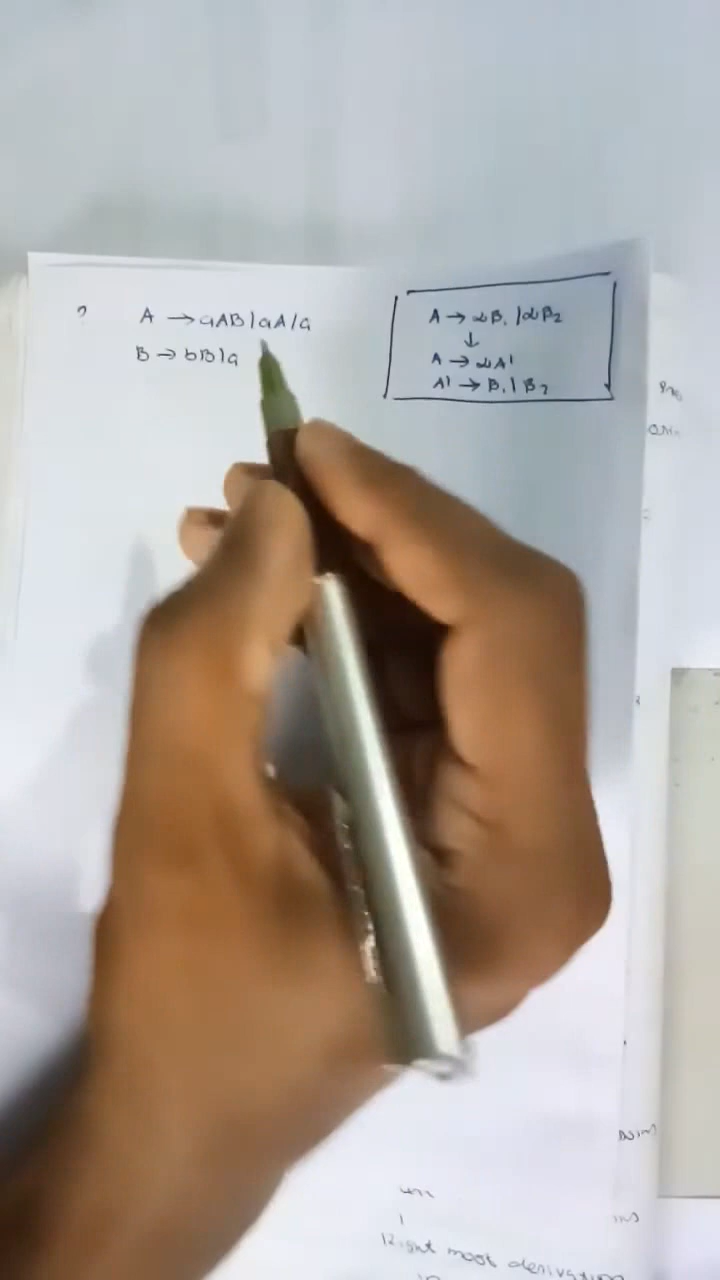 ? A → aAB | aA | a
B → bB | a
A → αβ₁ | αβ₂
↓
A → αA'
A' → β₁ | β₂
Right most derivation